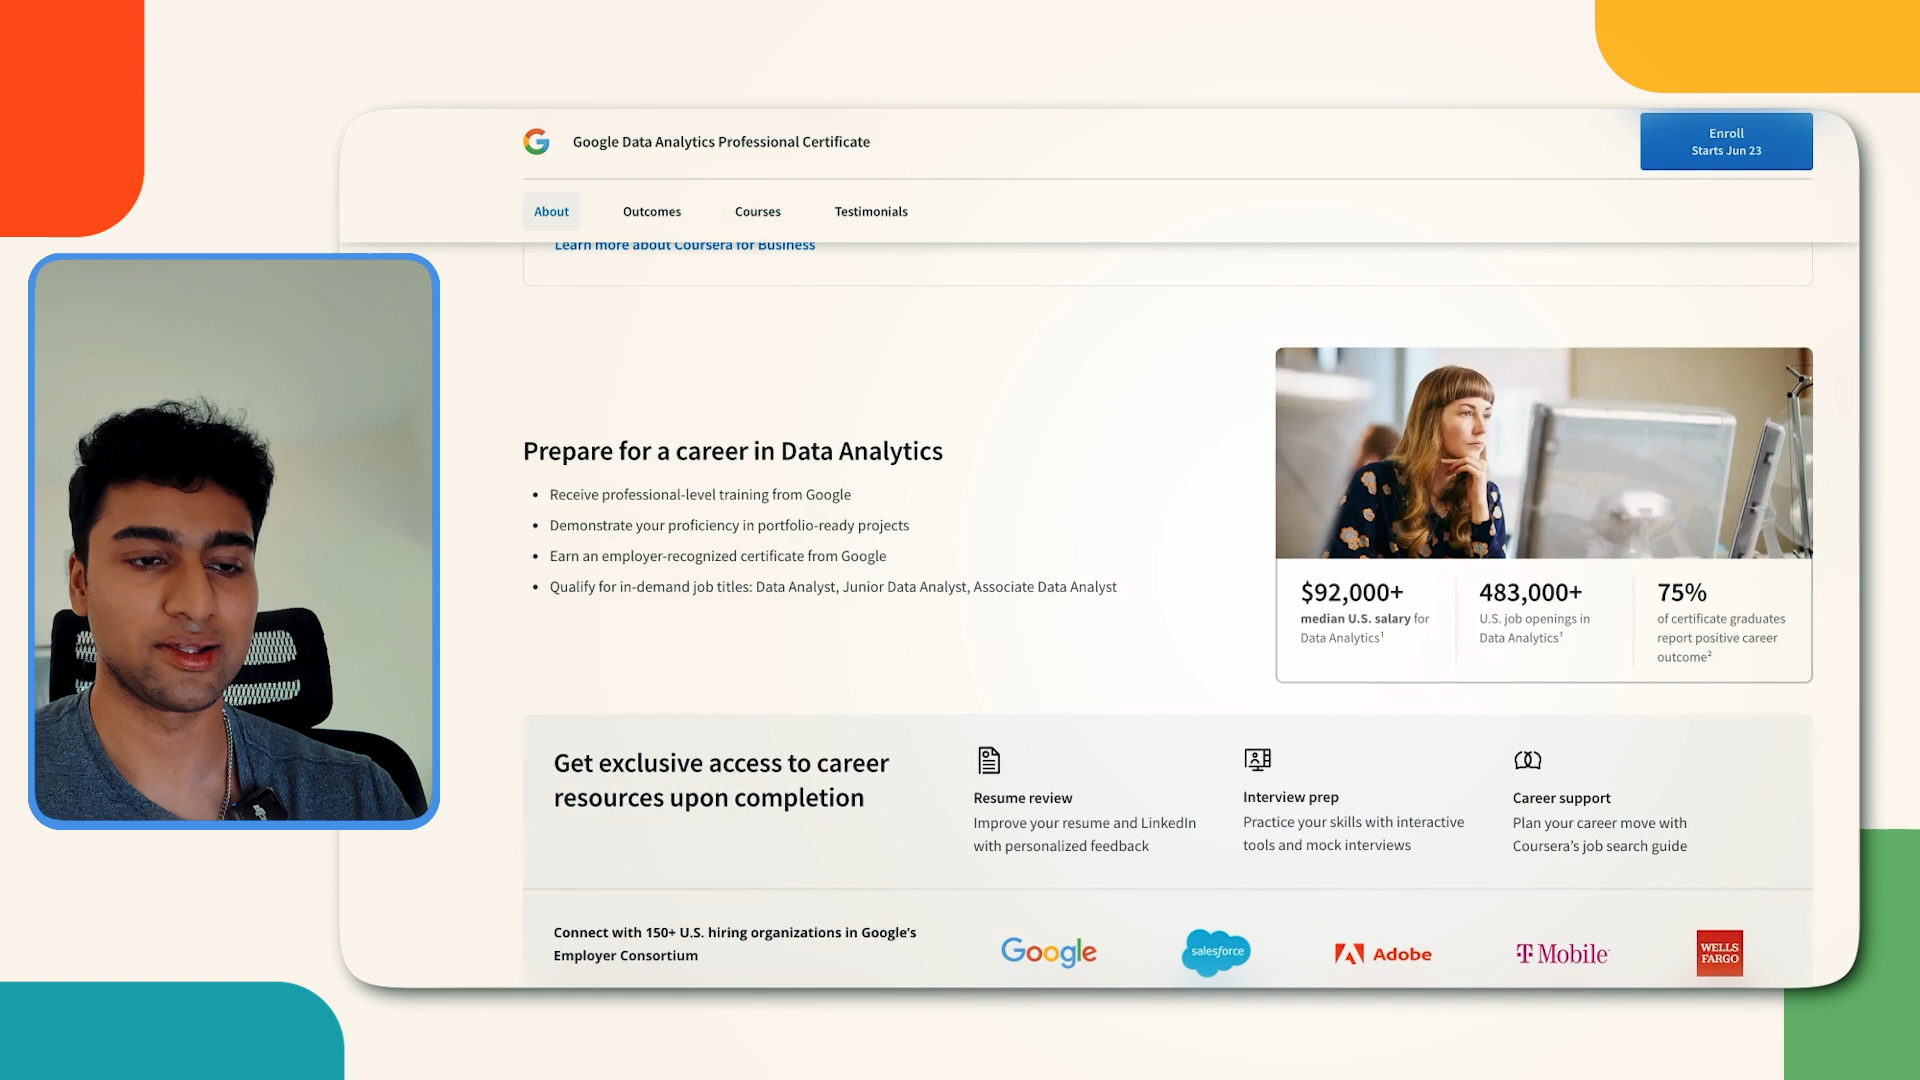 Google Data Analytics Professional Certificate
Enroll
Starts Jun 23
About
Outcomes
Courses
Testimonials
Learn more about Coursera for Business
Prepare for a career in Data Analytics
• Receive professional-level training from Google
• Demonstrate your proficiency in portfolio-ready projects
• Earn an employer-recognized certificate from Google
• Qualify for in-demand job titles: Data Analyst, Junior Data Analyst, Associate Data Analyst
$92,000+
median U.S. salary for
Data Analytics¹
483,000+
U.S. job openings in
Data Analytics¹
75%
of certificate graduates
report positive career
outcome²
Get exclusive access to career
resources upon completion
Resume review
Improve your resume and LinkedIn
with personalized feedback
Interview prep
Practice your skills with interactive
tools and mock interviews
Career support
Plan your career move with
Coursera’s job search guide
Connect with 150+ U.S. hiring organizations in Google’s
Employer Consortium
Google
salesforce
Adobe
T Mobile
WELLS
FARGO